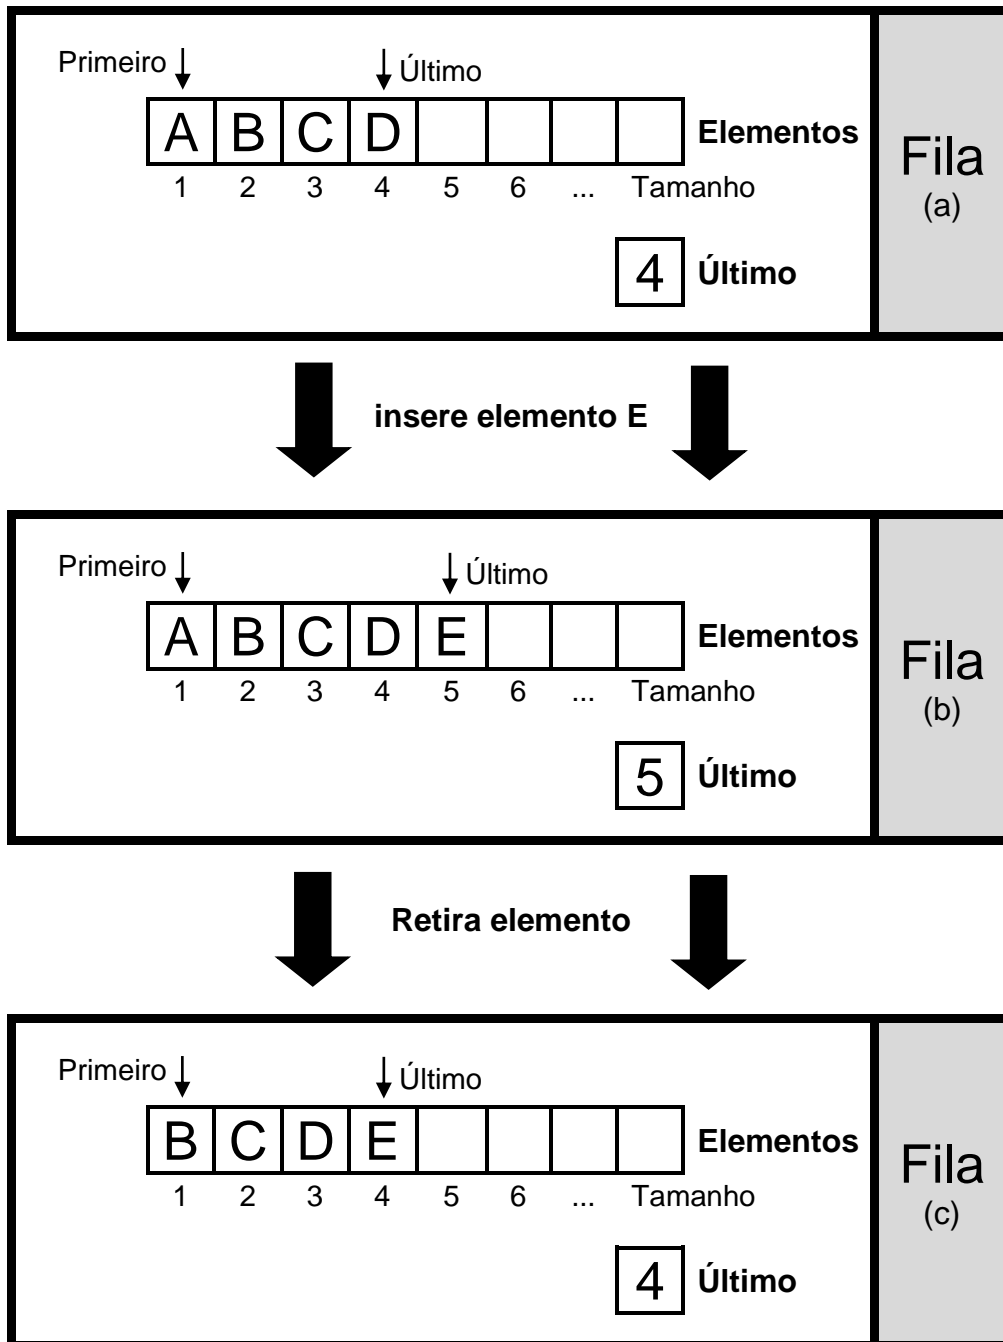 Primeiro Último
A B C D Elementos
1 2 3 4 5 6 ... Tamanho
4 Último
Fila
(a)
insere elemento E
Primeiro Último
A B C D E Elementos
1 2 3 4 5 6 ... Tamanho
5 Último
Fila
(b)
Retira elemento
Primeiro Último
B C D E Elementos
1 2 3 4 5 6 ... Tamanho
4 Último
Fila
(c)